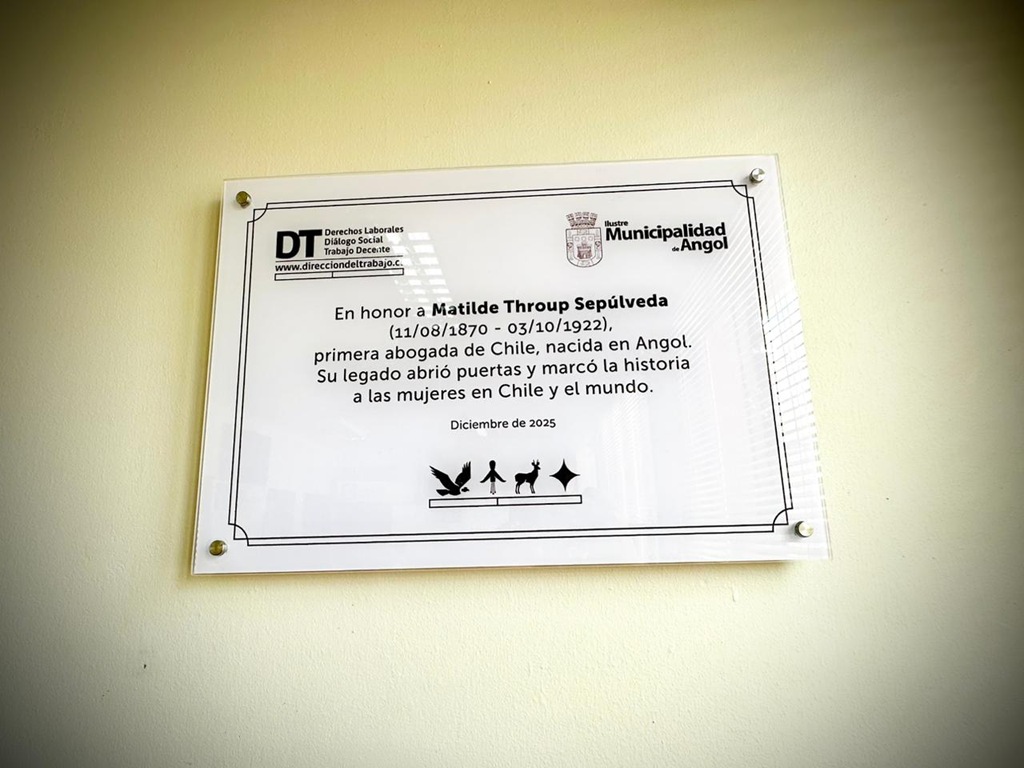 DT
Derechos Laborales
Diálogo Social
Trabajo Decente
www.direcciondeltrabajo.c
Ilustre
Municipalidad
de Angol
En honor a Matilde Throup Sepúlveda
(11/08/1870 - 03/10/1922),
primera abogada de Chile, nacida en Angol.
Su legado abrió puertas y marcó la historia
a las mujeres en Chile y el mundo.
Diciembre de 2025